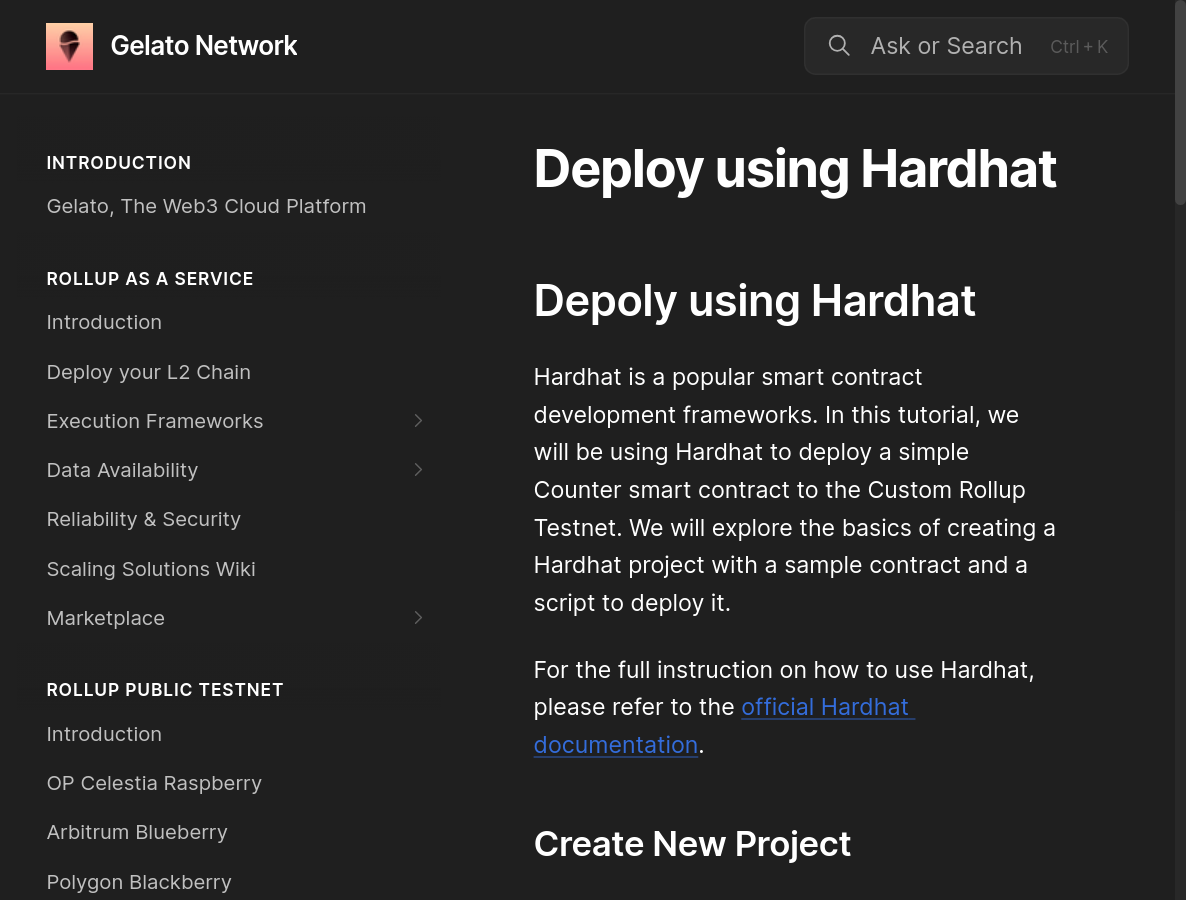 Gelato Network
Ask or Search Ctrl + K
INTRODUCTION
Gelato, The Web3 Cloud Platform
ROLLUP AS A SERVICE
Introduction
Deploy your L2 Chain
Execution Frameworks
Data Availability
Reliability & Security
Scaling Solutions Wiki
Marketplace
ROLLUP PUBLIC TESTNET
Introduction
OP Celestia Raspberry
Arbitrum Blueberry
Polygon Blackberry
Deploy using Hardhat
Depoly using Hardhat
Hardhat is a popular smart contract
development frameworks. In this tutorial, we
will be using Hardhat to deploy a simple
Counter smart contract to the Custom Rollup
Testnet. We will explore the basics of creating a
Hardhat project with a sample contract and a
script to deploy it.
For the full instruction on how to use Hardhat,
please refer to the official Hardhat
documentation.
Create New Project